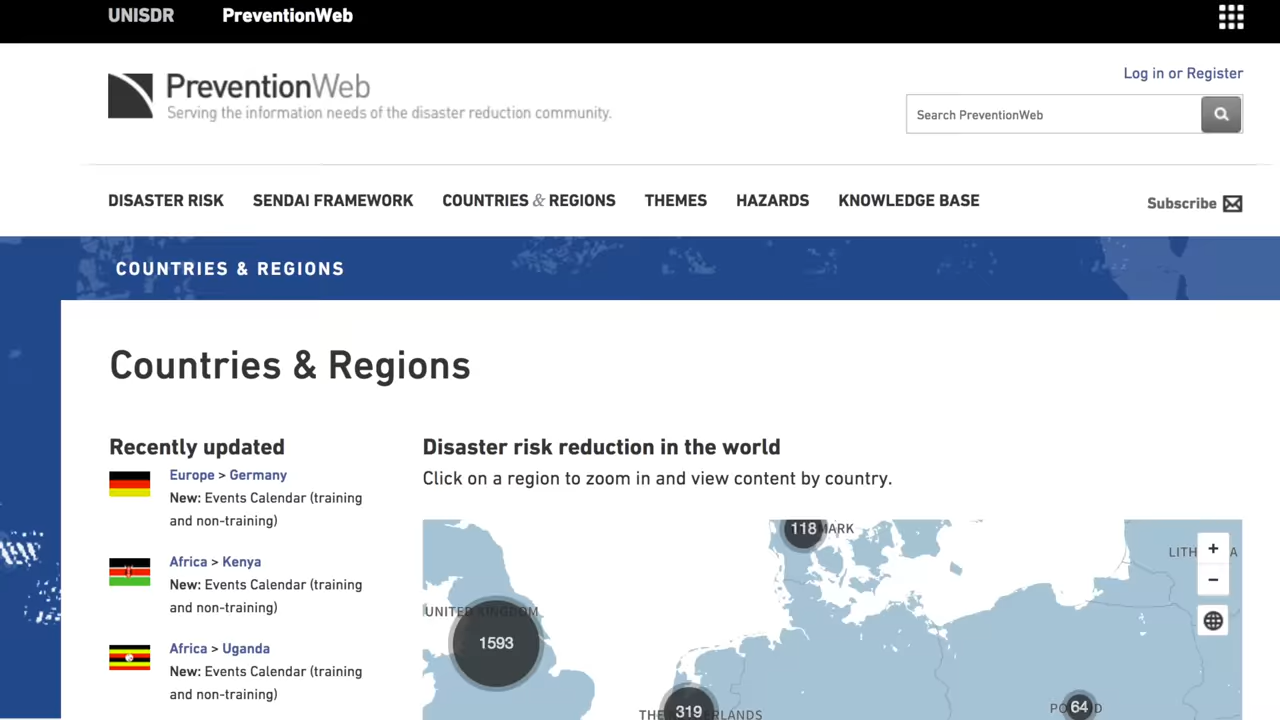 UNISDR PreventionWeb
PreventionWeb
Serving the information needs of the disaster reduction community.
Log in or Register
Search PreventionWeb
DISASTER RISK SENDAI FRAMEWORK COUNTRIES & REGIONS THEMES HAZARDS KNOWLEDGE BASE
Subscribe
COUNTRIES & REGIONS
Countries & Regions
Recently updated
Europe > Germany
New: Events Calendar (training
and non-training)
Africa > Kenya
New: Events Calendar (training
and non-training)
Africa > Uganda
New: Events Calendar (training
and non-training)
Disaster risk reduction in the world
Click on a region to zoom in and view content by country.
118
+
−
UNITED KINGDOM
1593
319
64